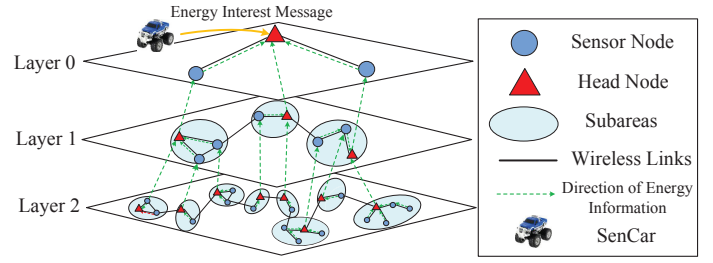 Energy Interest Message
Layer 0
Layer 1
Layer 2
Sensor Node
Head Node
Subareas
Wireless Links
Direction of Energy
Information
SenCar